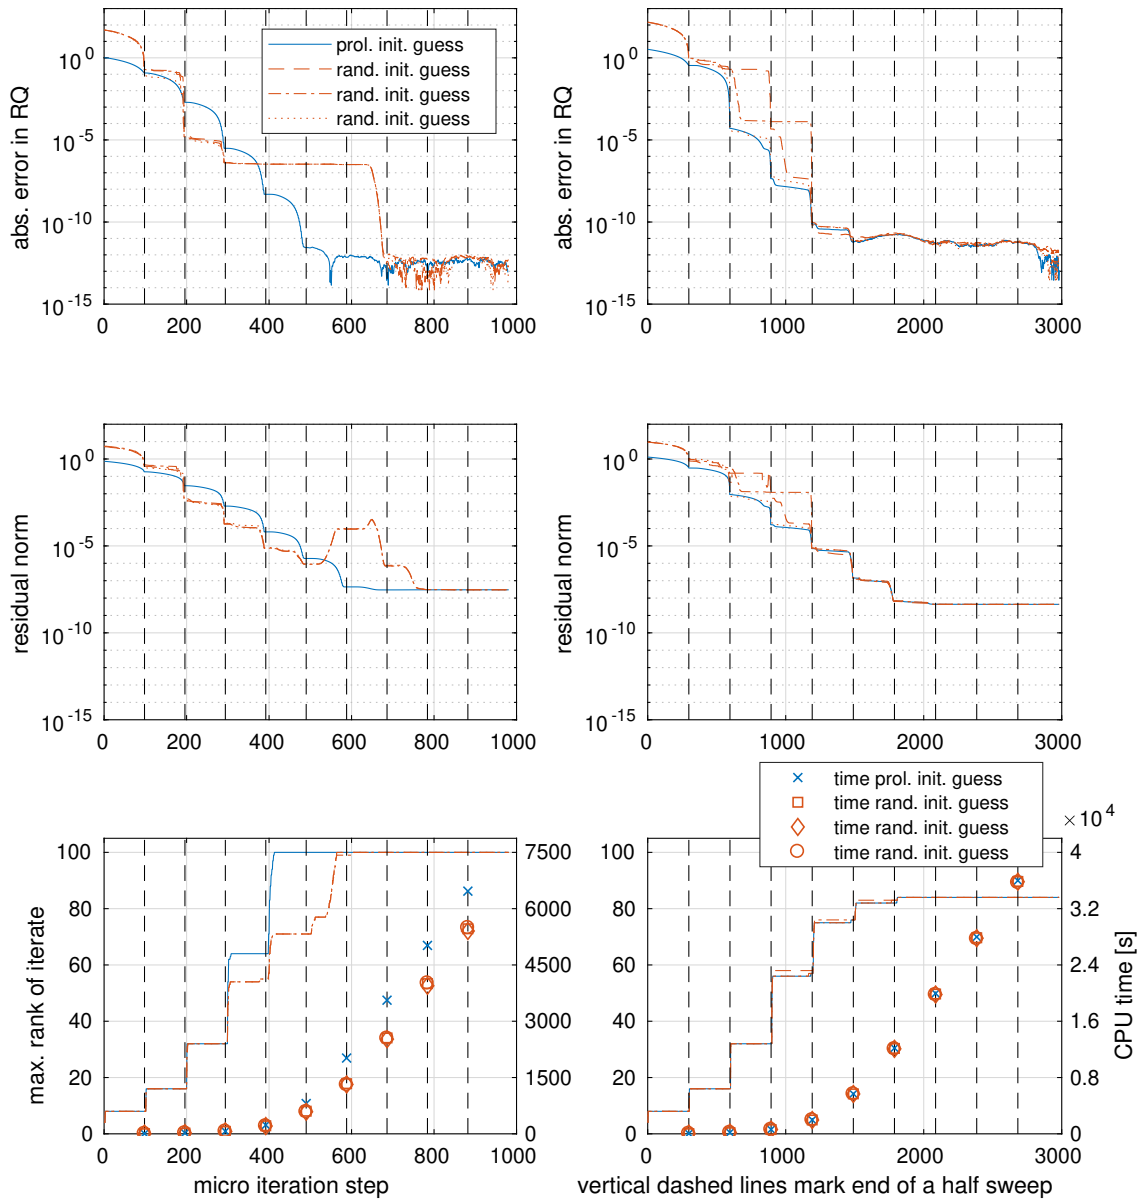 abs. error in RQ
10^0
10^-5
10^-10
10^-15
0 200 400 600 800 1000
prol. init. guess
rand. init. guess
rand. init. guess
rand. init. guess
abs. error in RQ
10^0
10^-5
10^-10
10^-15
0 1000 2000 3000
residual norm
10^0
10^-5
10^-10
10^-15
0 200 400 600 800 1000
residual norm
10^0
10^-5
10^-10
10^-15
0 1000 2000 3000
time prol. init. guess
time rand. init. guess
time rand. init. guess
time rand. init. guess
max. rank of iterate
100
80
60
40
20
0
7500
6000
4500
3000
1500
0
0 200 400 600 800 1000
micro iteration step
100
80
60
40
20
0
×10^4
4
3.2
2.4
1.6
0.8
0
CPU time [s]
0 1000 2000 3000
vertical dashed lines mark end of a half sweep